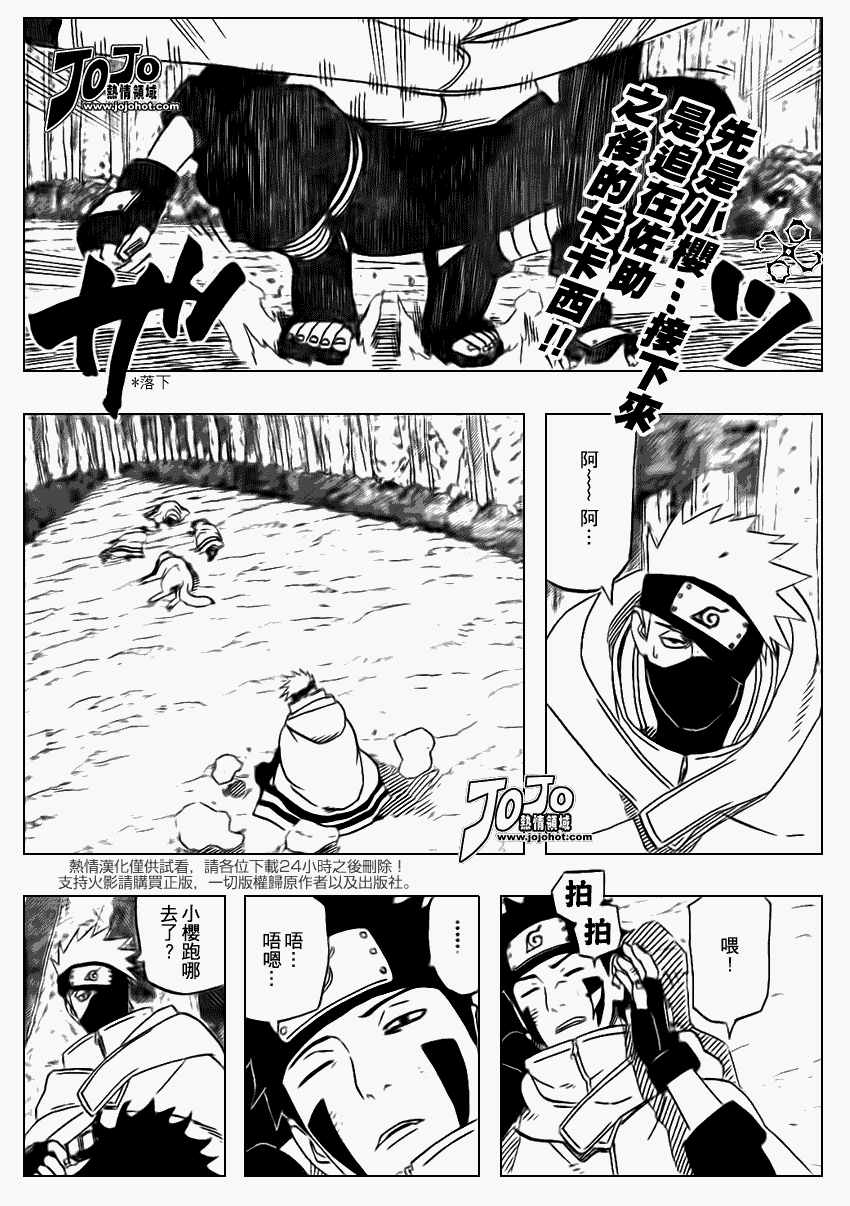 JOJO
熱情領域
www.jojohot.com
先是小櫻…接下來
是追在佐助
之後的卡卡西!!
ザッ
*落下
阿~~阿…
JOJO
熱情領域
www.jojohot.com
熱情漢化僅供試看，請各位下載24小時之後刪除！
支持火影請購買正版，一切版權歸原作者以及出版社。
喂！
拍
拍
……
唔…
唔嗯…
小櫻跑哪
去了？